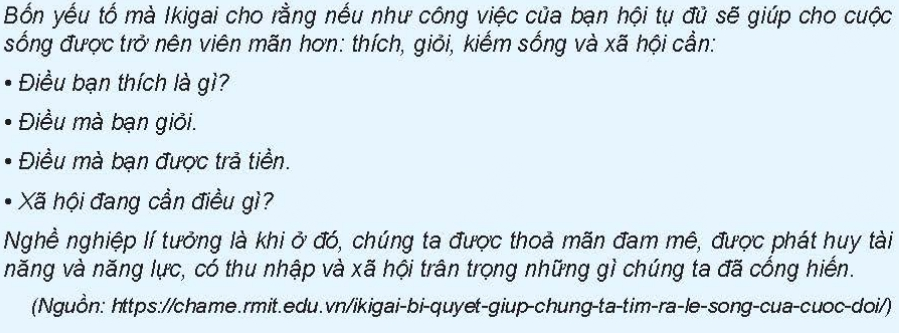 Bốn yếu tố mà Ikigai cho rằng nếu như công việc của bạn hội tụ đủ sẽ giúp cho cuộc
sống được trở nên viên mãn hơn: thích, giỏi, kiếm sống và xã hội cần:
• Điều bạn thích là gì?
• Điều mà bạn giỏi.
• Điều mà bạn được trả tiền.
• Xã hội đang cần điều gì?
Nghề nghiệp lí tưởng là khi ở đó, chúng ta được thoả mãn đam mê, được phát huy tài
năng và năng lực, có thu nhập và xã hội trân trọng những gì chúng ta đã cống hiến.
(Nguồn: https://chame.rmit.edu.vn/ikigai-bi-quyet-giup-chung-ta-tim-ra-le-song-cua-cuoc-doi/)